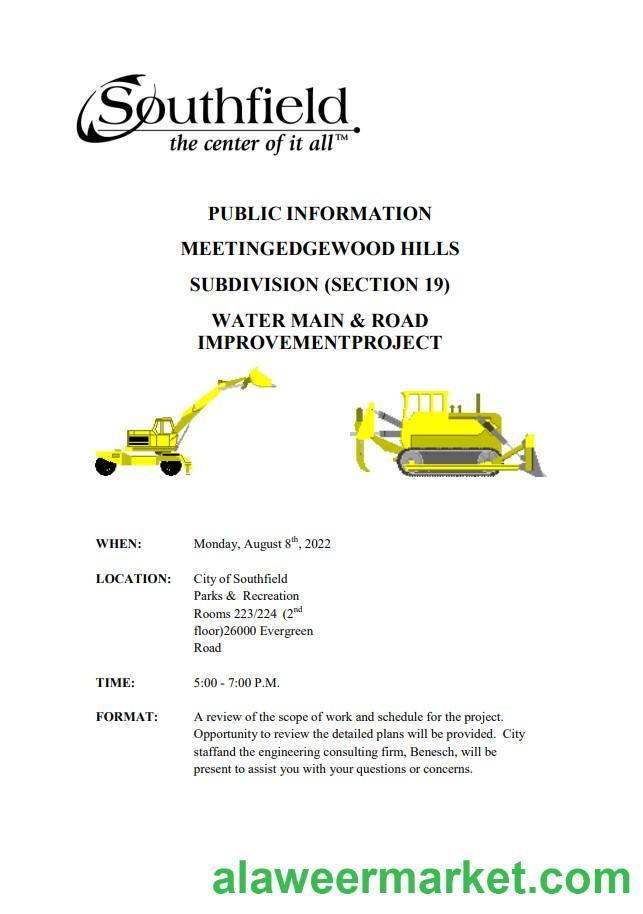 Southfield
the center of it all™
PUBLIC INFORMATION
MEETINGEDGEWOOD HILLS
SUBDIVISION (SECTION 19)
WATER MAIN & ROAD
IMPROVEMENTPROJECT
WHEN: Monday, August 8th, 2022
LOCATION: City of Southfield
Parks & Recreation
Rooms 223/224 (2nd
floor)26000 Evergreen
Road
TIME: 5:00 - 7:00 P.M.
FORMAT: A review of the scope of work and schedule for the project.
Opportunity to review the detailed plans will be provided. City
staffand the engineering consulting firm, Benesch, will be
present to assist you with your questions or concerns.
alaweermarket.com